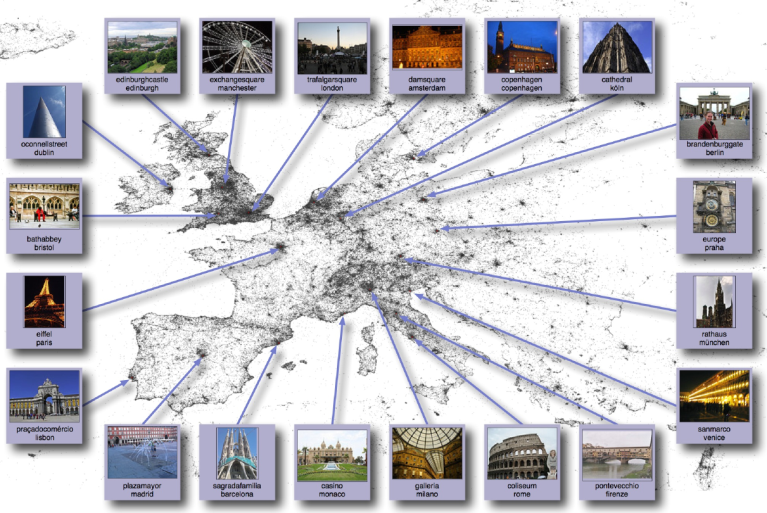 edinburghcastle
edinburgh
exchangesquare
manchester
trafalgarsquare
london
damsquare
amsterdam
copenhagen
copenhagen
cathedral
köln
oconnellstreet
dublin
brandenburggate
berlin
bathabbey
bristol
europe
praha
eiffel
paris
rathaus
münchen
praçadocomércio
lisbon
sanmarco
venice
plazamayor
madrid
sagradafamilia
barcelona
casino
monaco
galleria
milano
coliseum
rome
pontevecchio
firenze